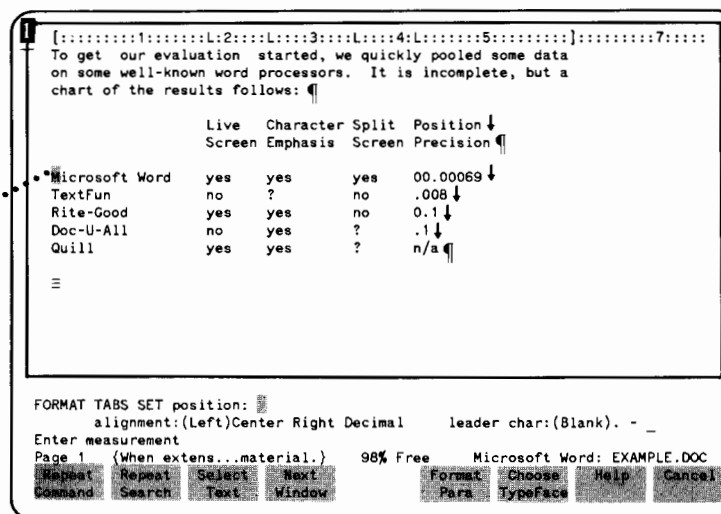 1
[:::::::::1:::::::L:2::::L::::3::::L::::4:L:::::::5:::::::::]:::::::::7:::::
To get  our evaluation  started, we quickly pooled some data
on some well-known word processors.  It is incomplete, but a
chart of the results follows: ¶
Live Character Split Position ↓
Screen Emphasis Screen Precision ¶
Microsoft Word yes yes yes 00.00069 ↓
TextFun no ? no .008 ↓
Rite-Good yes yes no 0.1 ↓
Doc-U-All no yes ? .1 ↓
Quill yes yes ? n/a ¶
FORMAT TABS SET position:
alignment:(Left)Center Right Decimal leader char:(Blank). - _
Enter measurement
Page 1 {When extens...material.} 98% Free Microsoft Word: EXAMPLE.DOC
Repeat Repeat Select Next Format Choose Help Cancel
Command Search Text Window Para TypeFace